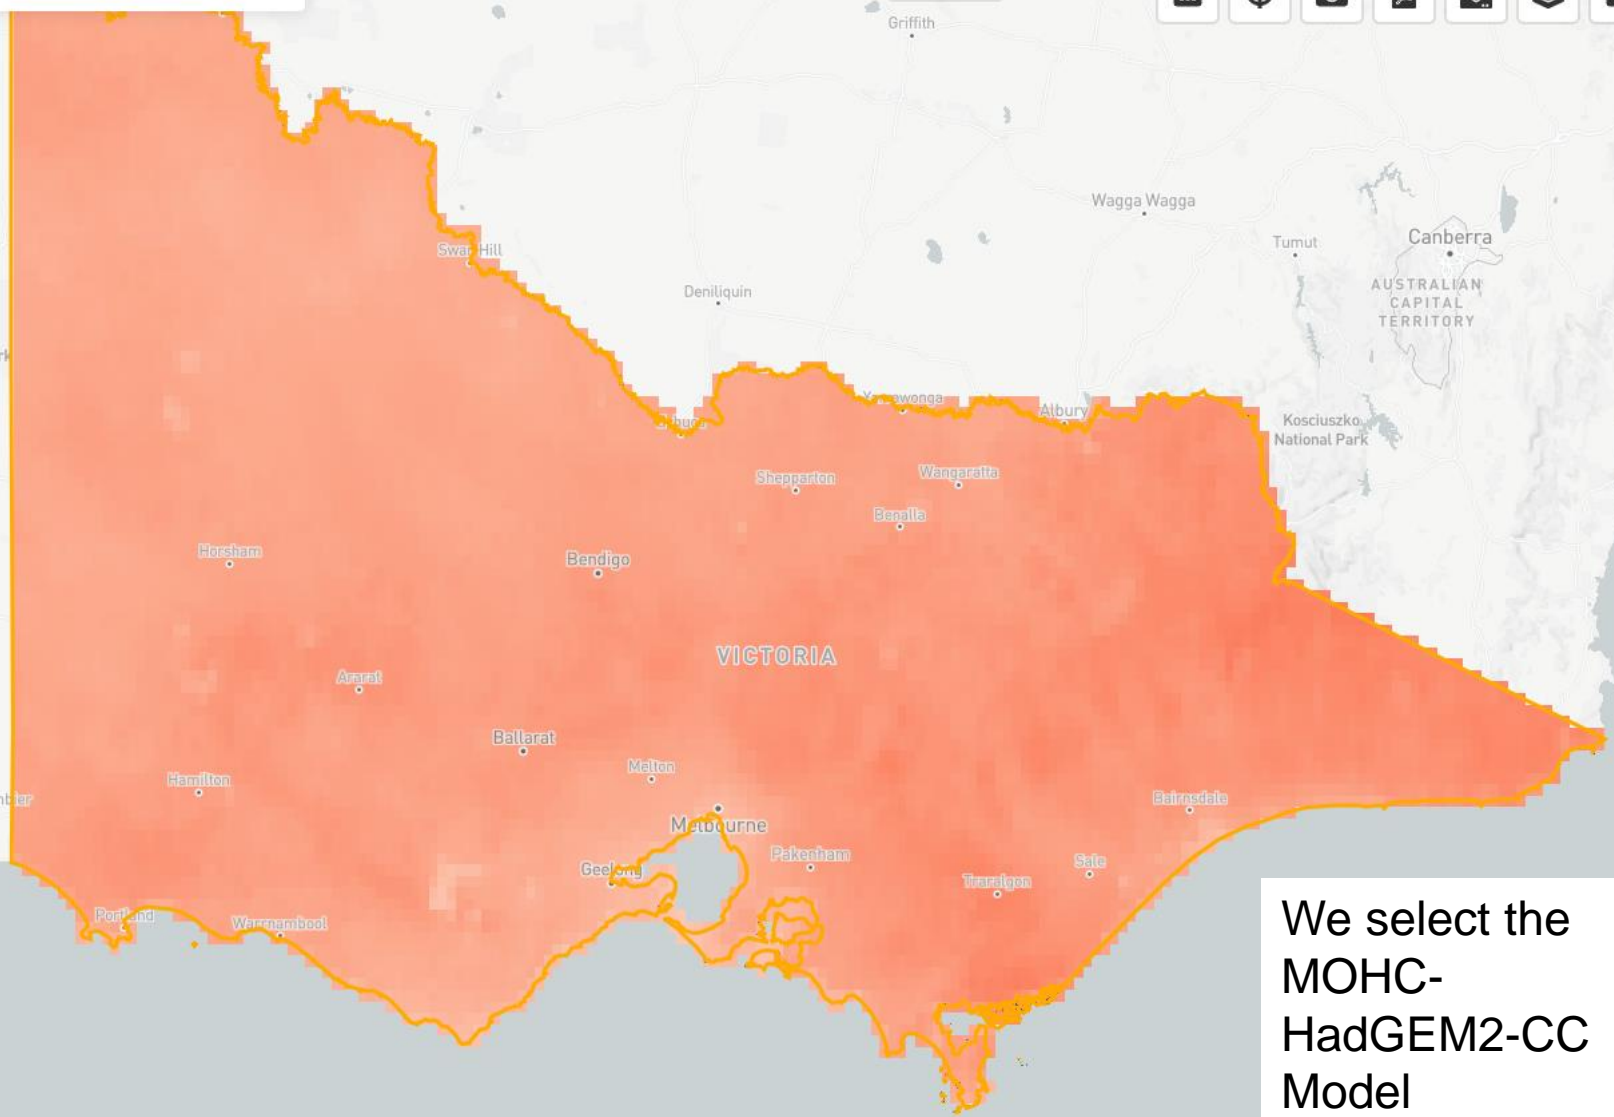 Griffith
Wagga Wagga
Tumut
Canberra
AUSTRALIAN
CAPITAL
TERRITORY
Swan Hill
Deniliquin
Albury
Kosciuszko
National Park
Shepparton
Wangaratta
Benalla
Horsham
Bendigo
VICTORIA
Ararat
Ballarat
Melton
Hamilton
Bairnsdale
Melbourne
Pakenham
Geelong
Sale
Traralgon
Portland
Warrnambool
We select the
MOHC-
HadGEM2-CC
Model